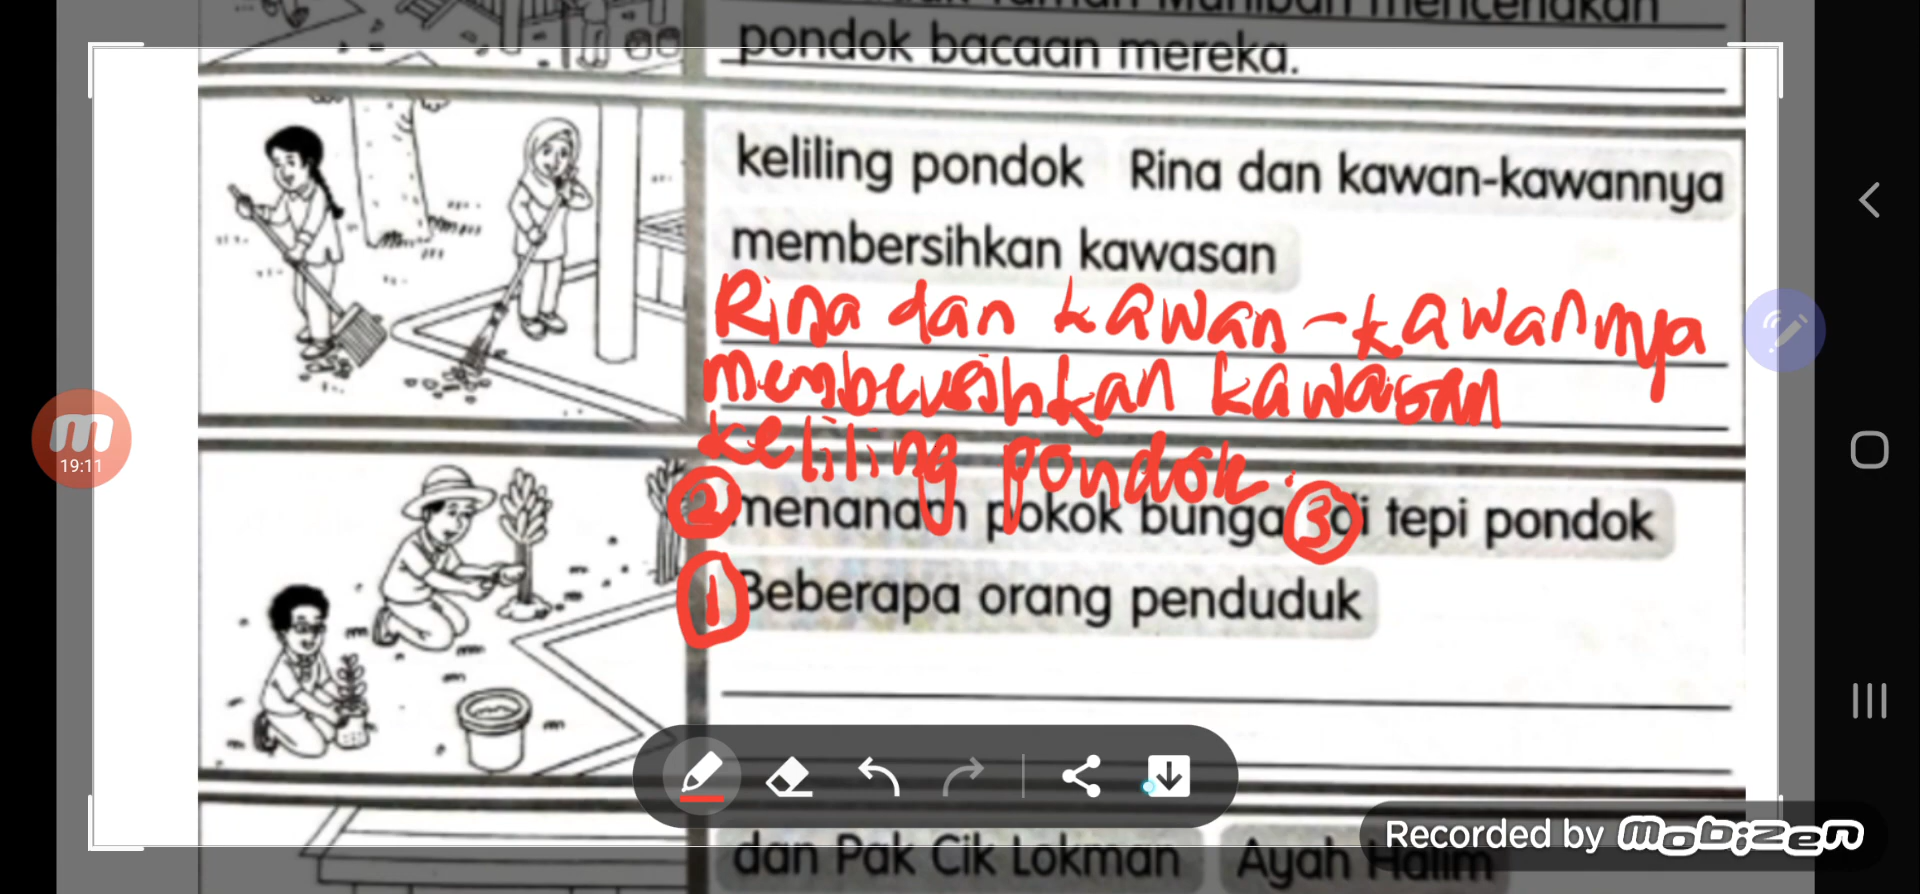 pondok bacaan mereka.
keliling pondok Rina dan kawan-kawannya
membersihkan kawasan
Rina dan kawan-kawannya
membersihkan kawasan
keliling pondok.
2 menanam pokok bunga 3 di tepi pondok
1 Beberapa orang penduduk
dan Pak Cik Lokman Ayah Halim
19:11
Recorded by Mobizen